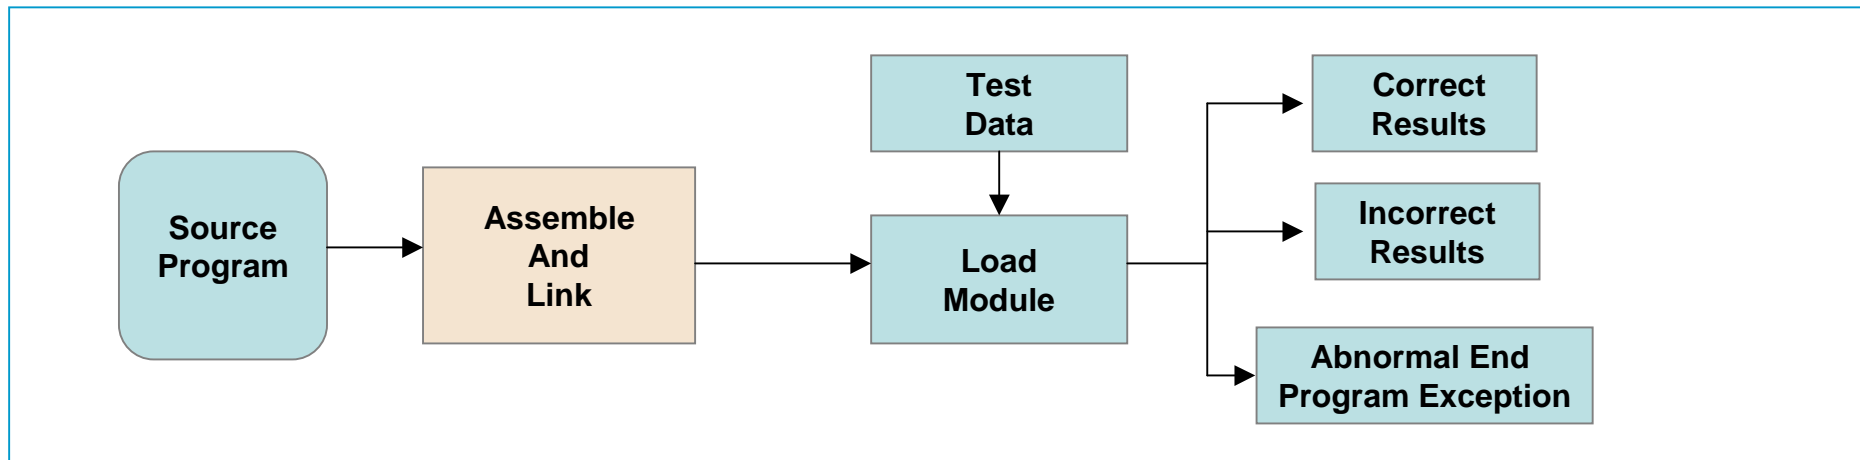 Source
Program
Assemble
And
Link
Test
Data
Load
Module
Correct
Results
Incorrect
Results
Abnormal End
Program Exception